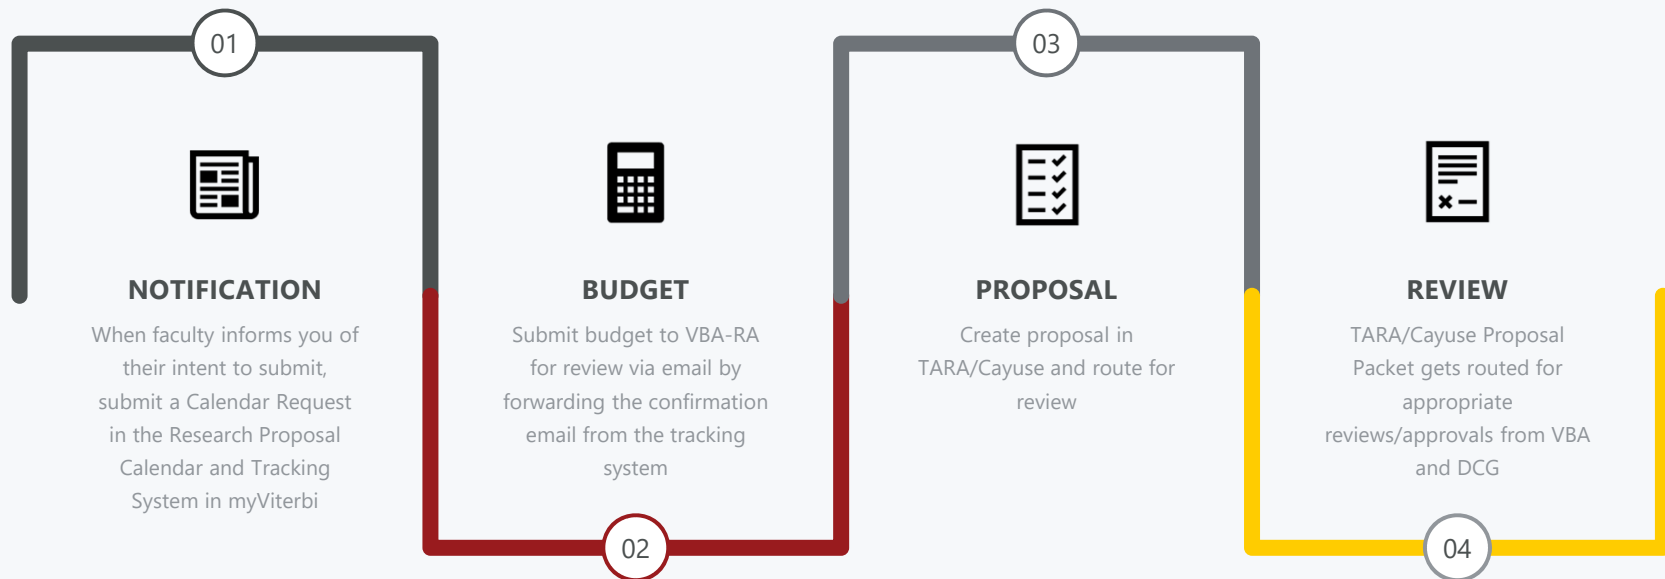 01
NOTIFICATION
When faculty informs you of
their intent to submit,
submit a Calendar Request
in the Research Proposal
Calendar and Tracking
System in myViterbi
BUDGET
Submit budget to VBA-RA
for review via email by
forwarding the confirmation
email from the tracking
system
02
03
PROPOSAL
Create proposal in
TARA/Cayuse and route for
review
REVIEW
TARA/Cayuse Proposal
Packet gets routed for
appropriate
reviews/approvals from VBA
and DCG
04